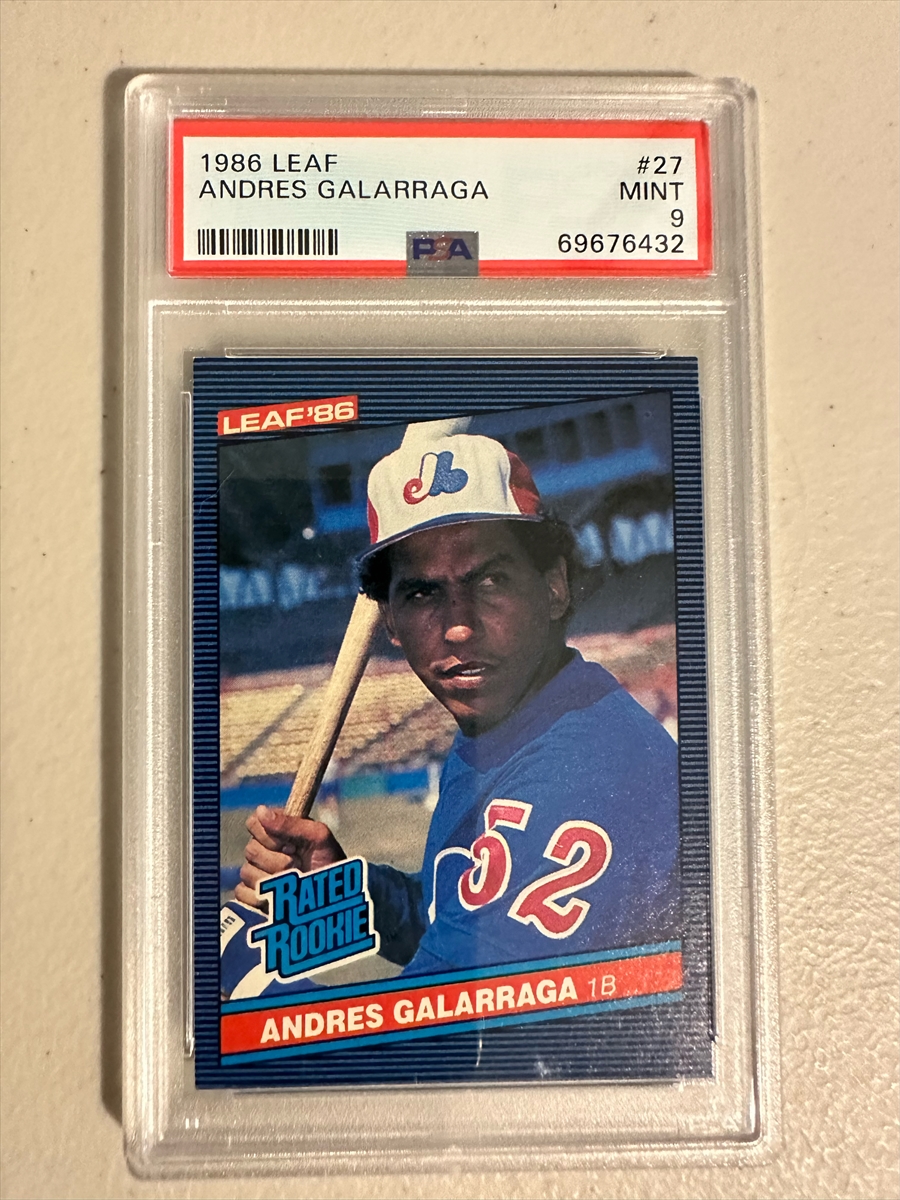 1986 LEAF #27
ANDRES GALARRAGA MINT
9
PSA 69676432
LEAF '86
52
RATED
ROOKIE
ANDRES GALARRAGA 1B